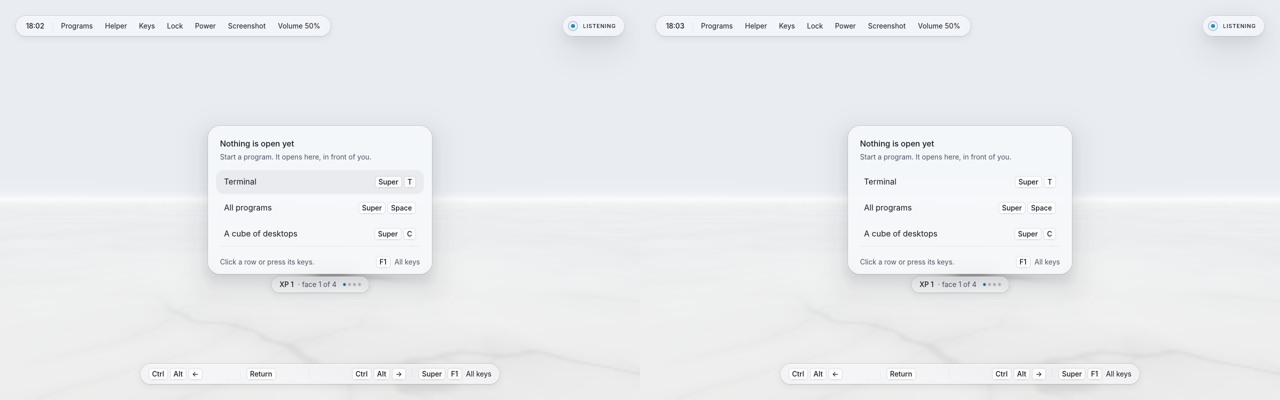 18:02 Programs Helper Keys Lock Power Screenshot Volume 50%
LISTENING
Nothing is open yet
Start a program. It opens here, in front of you.
Terminal Super T
All programs Super Space
A cube of desktops Super C
Click a row or press its keys. F1 All keys
XP 1 · face 1 of 4
Ctrl Alt ← Return Ctrl Alt → Super F1 All keys
18:03 Programs Helper Keys Lock Power Screenshot Volume 50%
LISTENING
Nothing is open yet
Start a program. It opens here, in front of you.
Terminal Super T
All programs Super Space
A cube of desktops Super C
Click a row or press its keys. F1 All keys
XP 1 · face 1 of 4
Ctrl Alt ← Return Ctrl Alt → Super F1 All keys